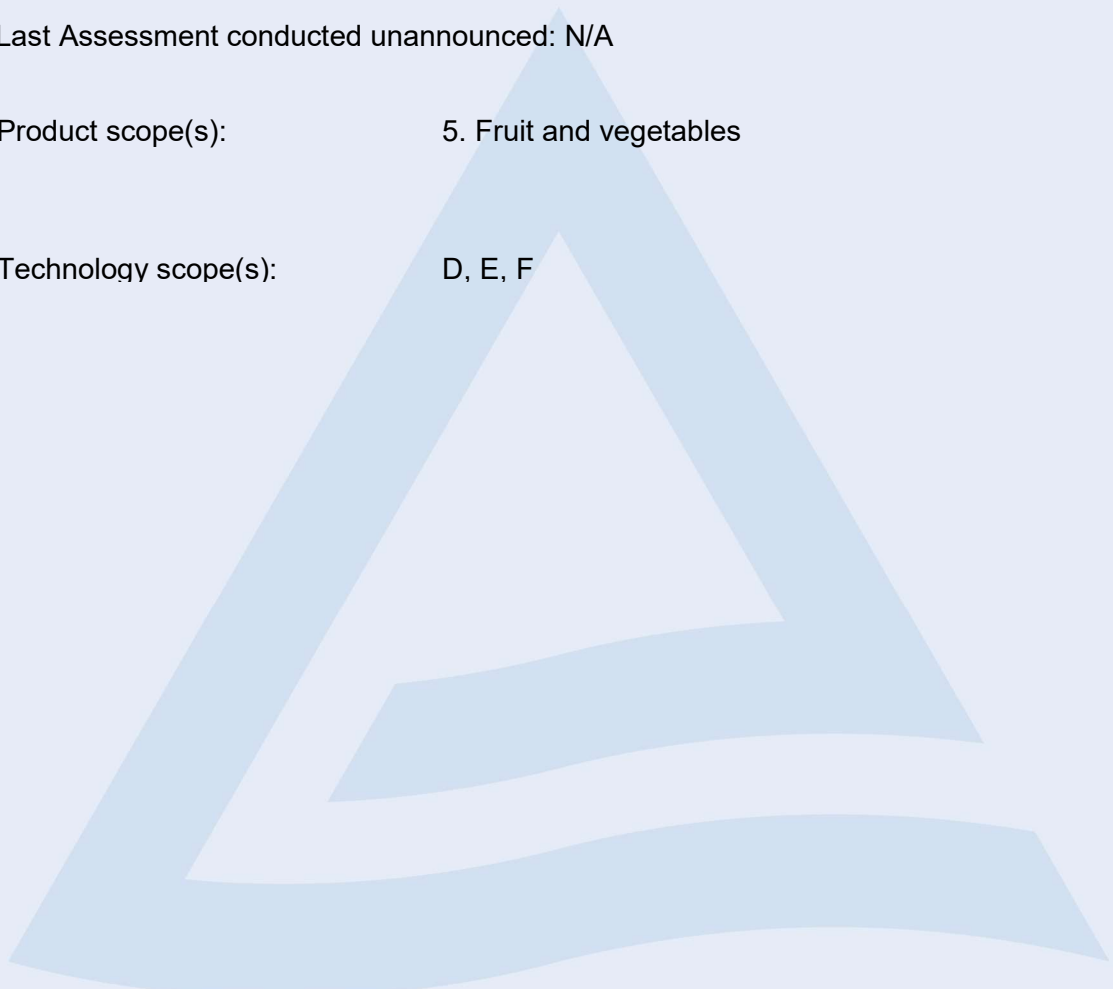 Last Assessment conducted unannounced: N/A
Product scope(s): 5. Fruit and vegetables
Technology scope(s): D, E, F